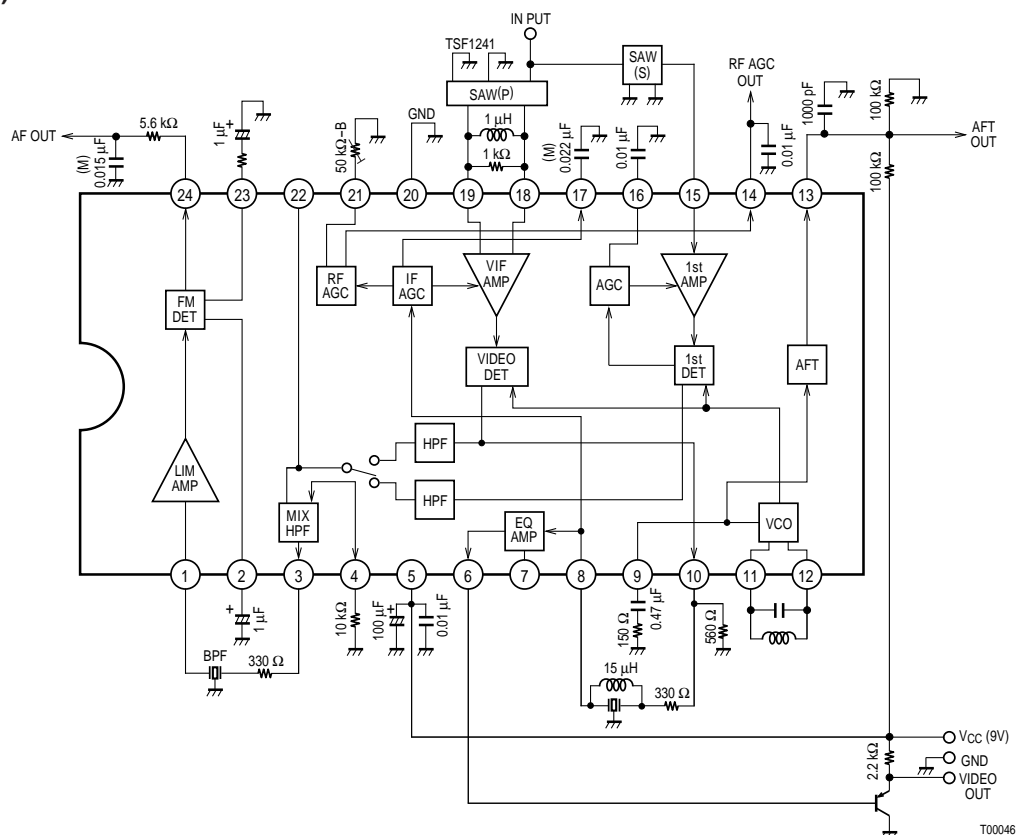 )
IN PUT
TSF1241
SAW (S)
RF AGC OUT
SAW(P)
1000 pF
100 kΩ
AF OUT
5.6 kΩ
1 µF
+
50 kΩ–B
GND
1 µH
1 kΩ
(M) 0.022 µF
0.01 µF
0.01 µF
AFT OUT
(M) 0.015 µF
100 kΩ
24
23
22
21
20
19
18
17
16
15
14
13
RF AGC
IF AGC
VIF AMP
AGC
1st AMP
FM DET
VIDEO DET
1st DET
AFT
HPF
LIM AMP
HPF
MIX HPF
EQ AMP
VCO
1
2
3
4
5
6
7
8
9
10
11
12
+
1 µF
10 kΩ
100 µF
+
0.01 µF
150 Ω
0.47 µF
560 Ω
BPF
330 Ω
15 µH
330 Ω
VCC (9V)
2.2 kΩ
GND
VIDEO OUT
T00046